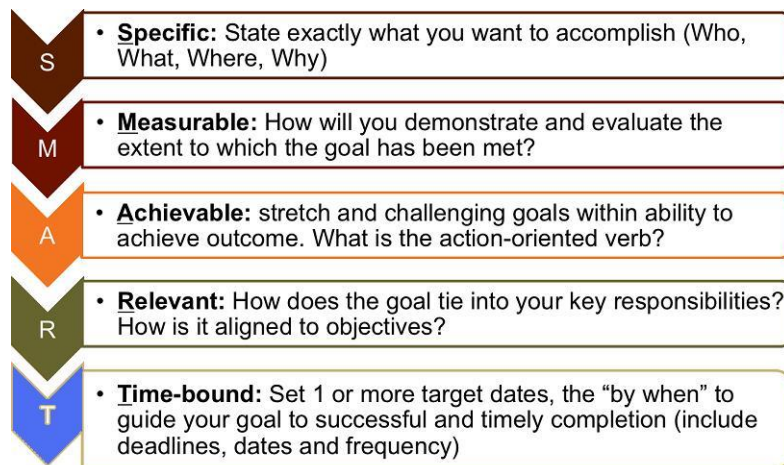 S
• Specific: State exactly what you want to accomplish (Who,
What, Where, Why)
M
• Measurable: How will you demonstrate and evaluate the
extent to which the goal has been met?
A
• Achievable: stretch and challenging goals within ability to
achieve outcome. What is the action-oriented verb?
R
• Relevant: How does the goal tie into your key responsibilities?
How is it aligned to objectives?
T
• Time-bound: Set 1 or more target dates, the “by when” to
guide your goal to successful and timely completion (include
deadlines, dates and frequency)